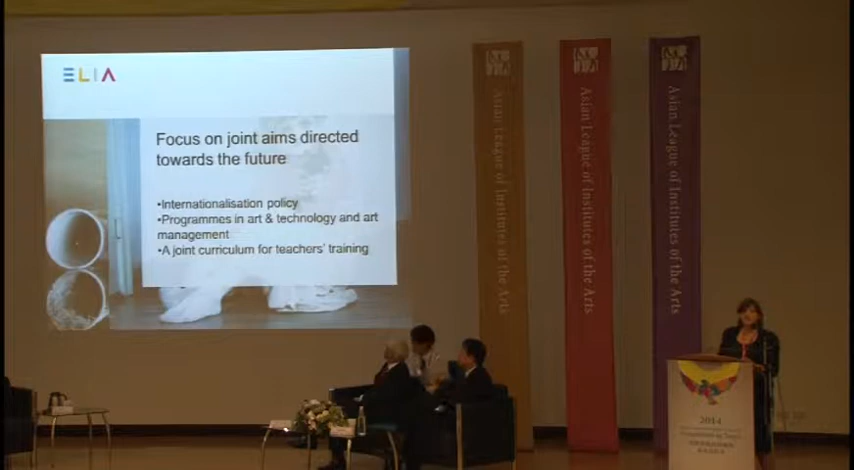 ELIA
Focus on joint aims directed
towards the future
•Internationalisation policy
•Programmes in art & technology and art
management
•A joint curriculum for teachers' training
Asian League of Institutes of the Arts
Asian League of Institutes of the Arts
Asian League of Institutes of the Arts
2014